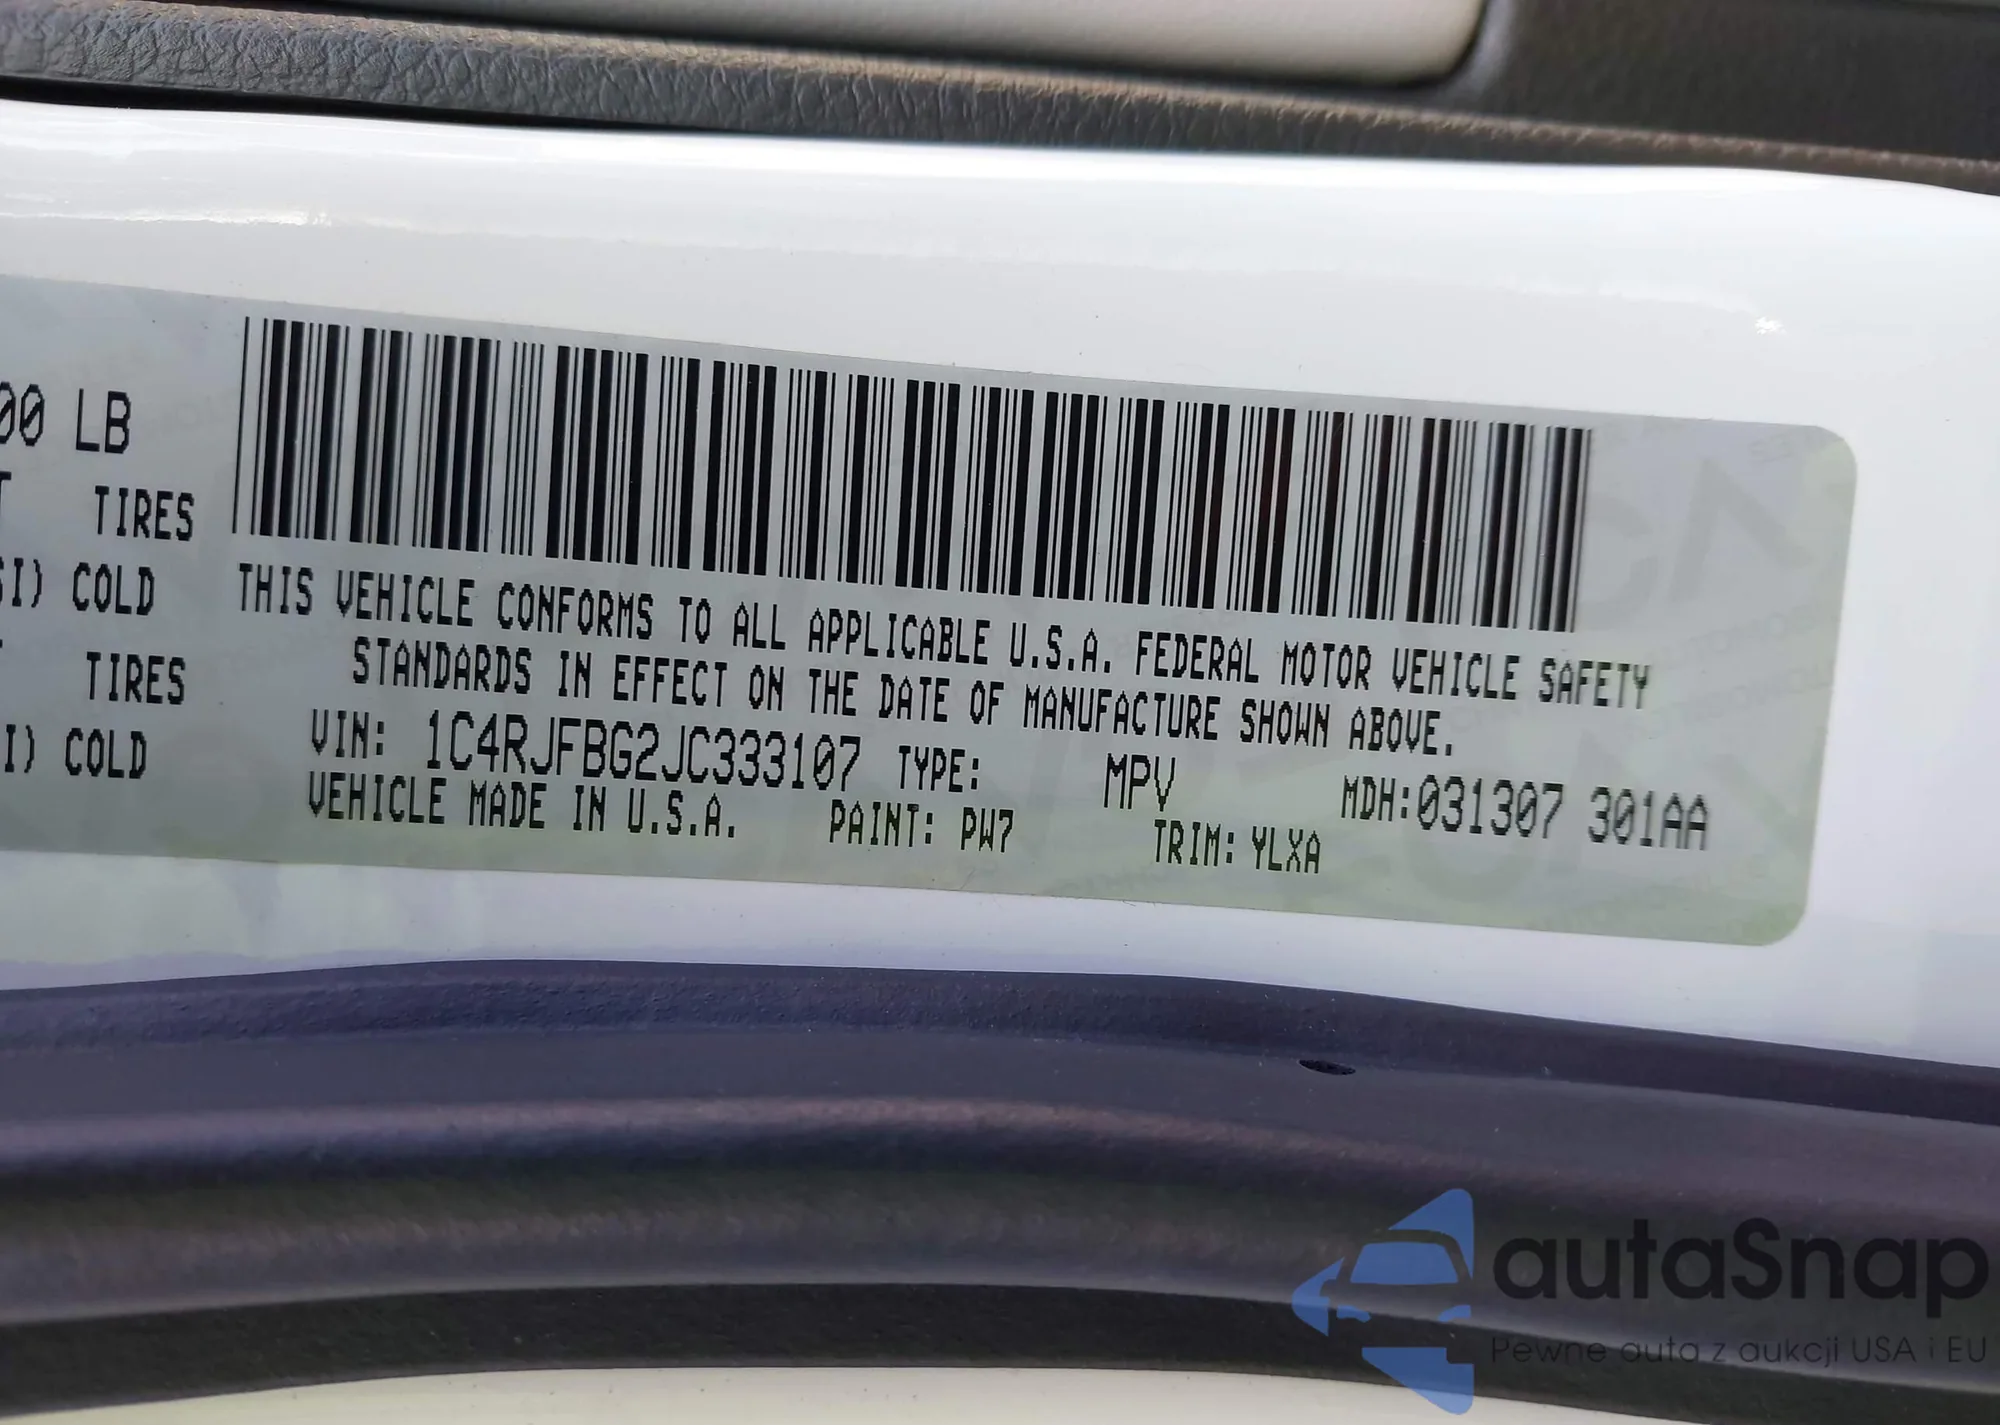 00 LB
TIRES
SI) COLD
TIRES
I) COLD
THIS VEHICLE CONFORMS TO ALL APPLICABLE U.S.A. FEDERAL MOTOR VEHICLE SAFETY
STANDARDS IN EFFECT ON THE DATE OF MANUFACTURE SHOWN ABOVE.
VIN: 1C4RJFBG2JC333107 TYPE: MPV MDH:031307 301AA
VEHICLE MADE IN U.S.A. PAINT: PW7 TRIM: YLXA
autaSnap
Pewne auto z aukcji USA i EU